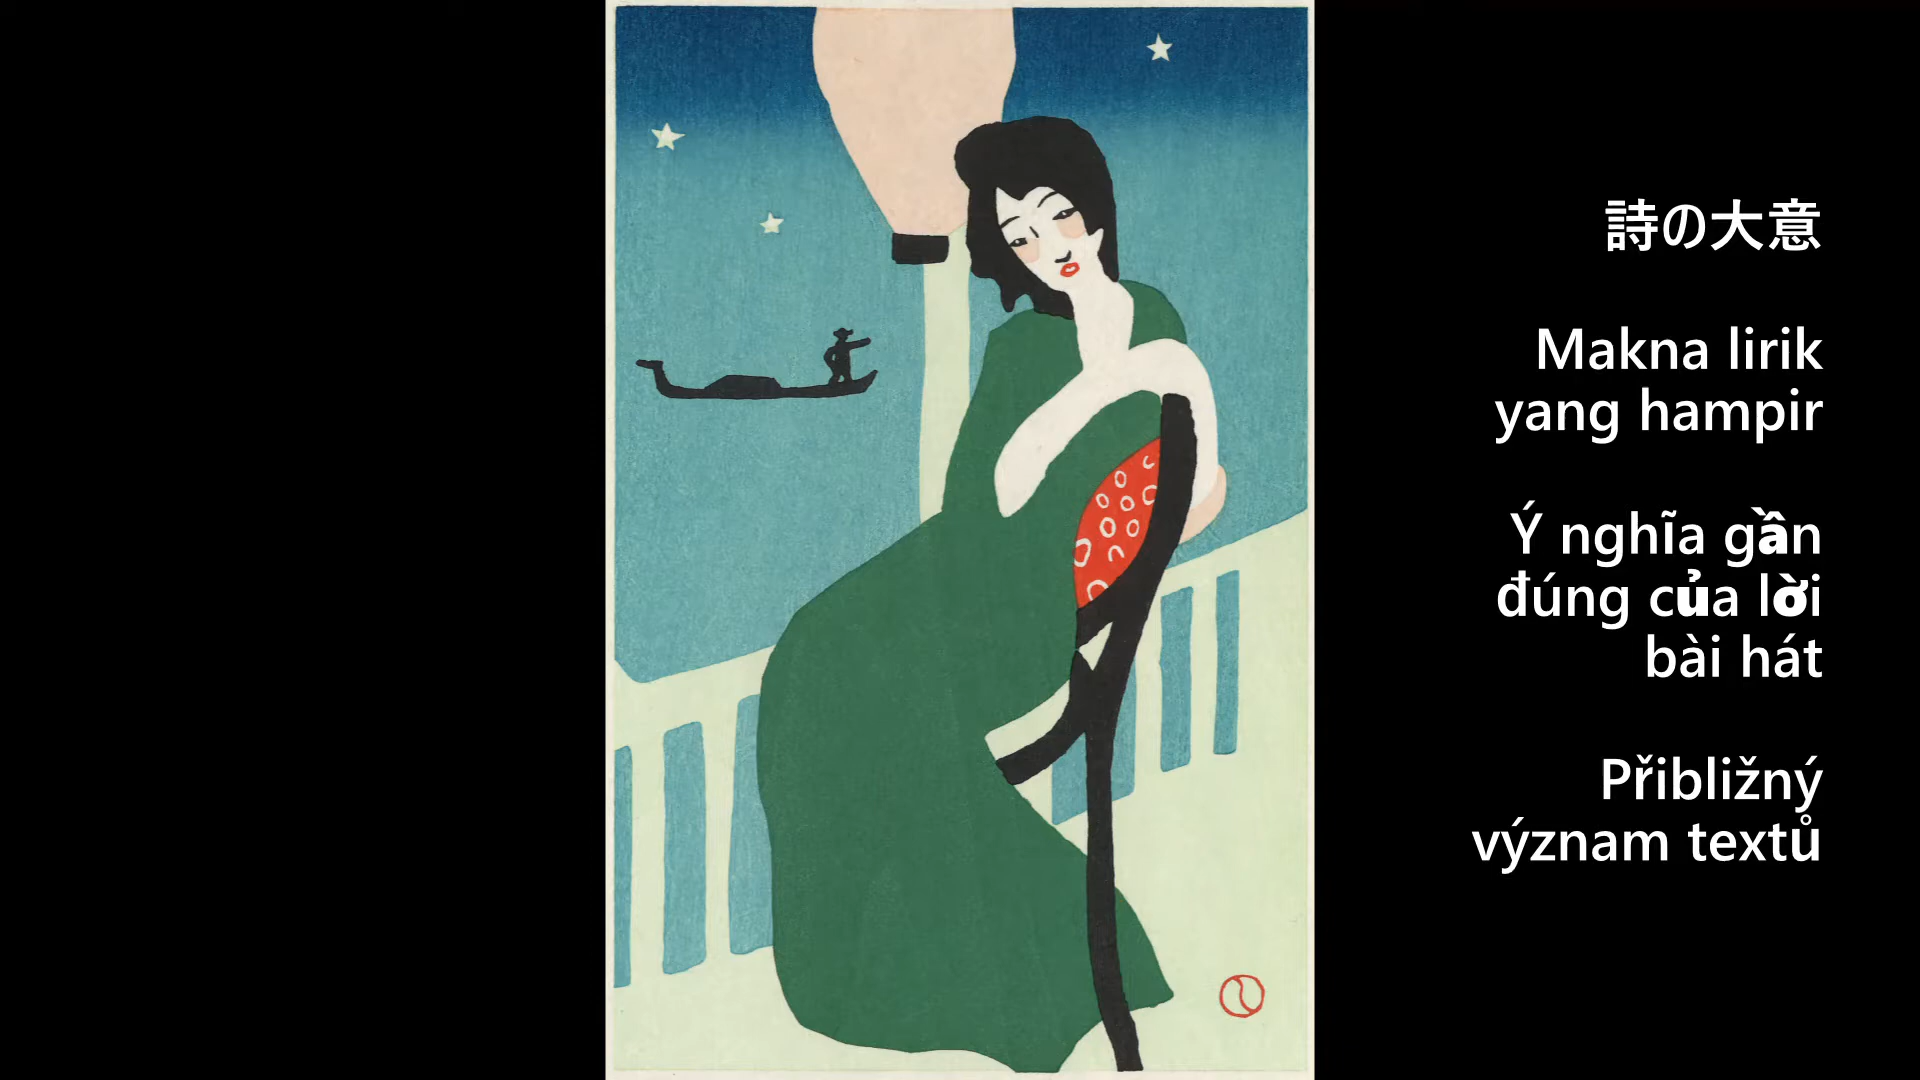 詩の大意
Makna lirik
yang hampir
Ý nghĩa gần
đúng của lời
bài hát
Přibližný
význam textů